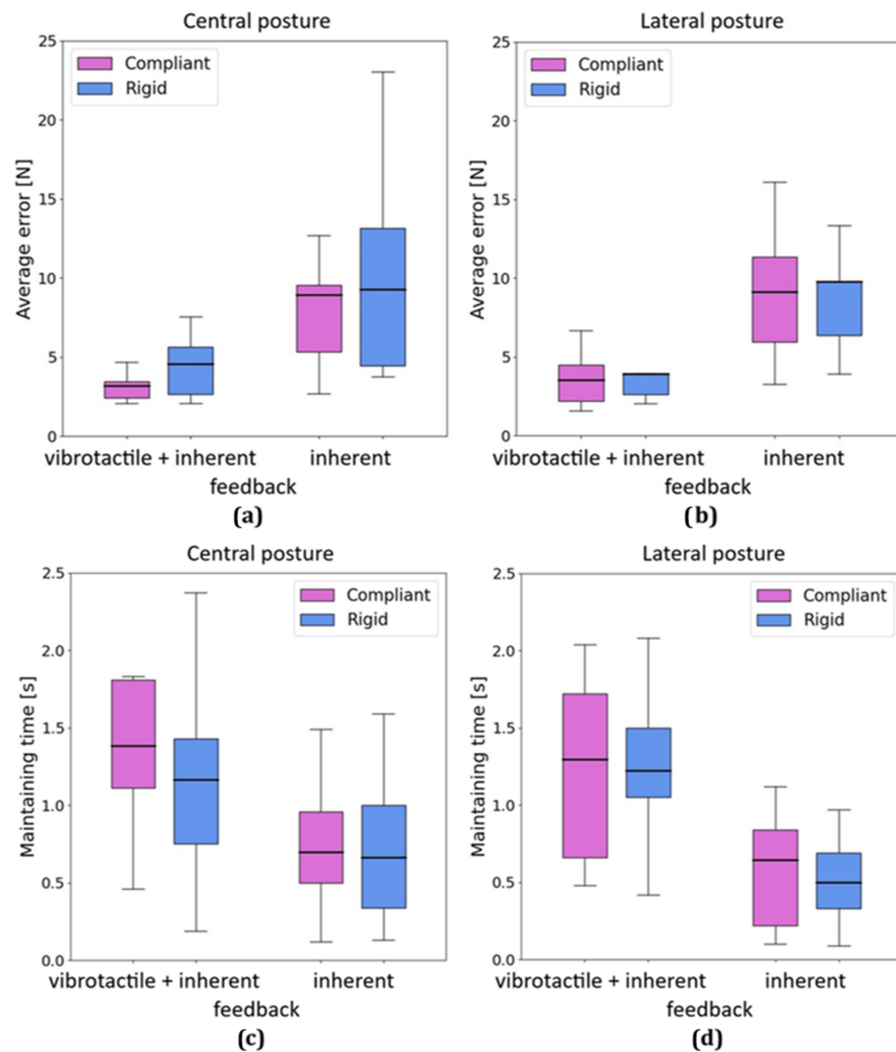 Central posture
25
20
15
10
5
0
Average error [N]
Compliant
Rigid
vibrotactile + inherent
inherent
feedback
(a)
Lateral posture
25
20
15
10
5
0
Average error [N]
Compliant
Rigid
vibrotactile + inherent
inherent
feedback
(b)
Central posture
2.5
2.0
1.5
1.0
0.5
0.0
Maintaining time [s]
Compliant
Rigid
vibrotactile + inherent
inherent
feedback
(c)
Lateral posture
2.5
2.0
1.5
1.0
0.5
0.0
Maintaining time [s]
Compliant
Rigid
vibrotactile + inherent
inherent
feedback
(d)